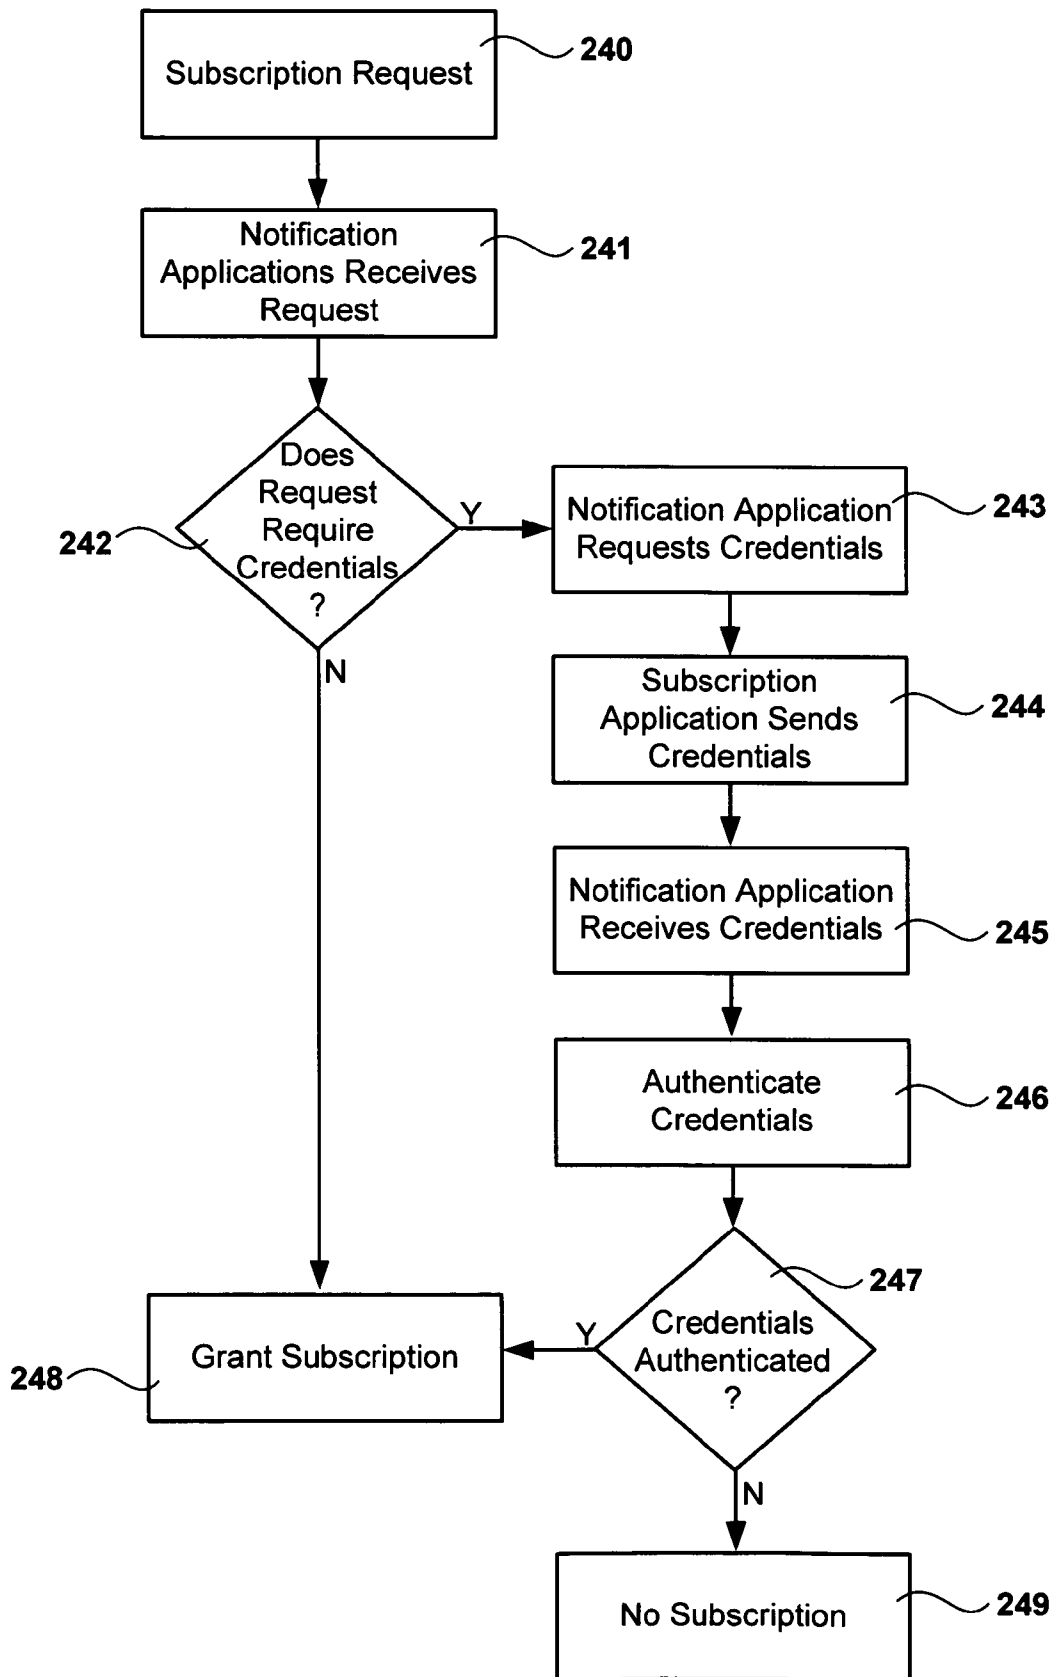 Subscription Request
240
Notification
Applications Receives
Request
241
Does
Request
Require
Credentials
?
242
Y
N
Notification Application
Requests Credentials
243
Subscription
Application Sends
Credentials
244
Notification Application
Receives Credentials
245
Authenticate
Credentials
246
Credentials
Authenticated
?
247
Y
N
Grant Subscription
248
No Subscription
249